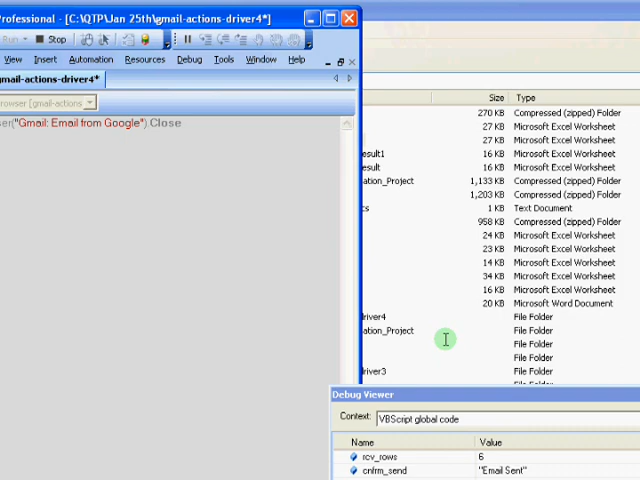 rofessional - [C:\QTP\Jan 25th\gmail-actions-driver4*]
Run Stop
View Insert Automation Resources Debug Tools Window Help
gmail-actions-driver4*
rowser [gmail-actions
ser("Gmail: Email from Google").Close
Size Type
270 KB Compressed (zipped) Folder
27 KB Microsoft Excel Worksheet
27 KB Microsoft Excel Worksheet
esult1 16 KB Microsoft Excel Worksheet
esult 16 KB Microsoft Excel Worksheet
ation_Project 1,133 KB Compressed (zipped) Folder
1,203 KB Compressed (zipped) Folder
cs 1 KB Text Document
958 KB Compressed (zipped) Folder
24 KB Microsoft Excel Worksheet
23 KB Microsoft Excel Worksheet
14 KB Microsoft Excel Worksheet
34 KB Microsoft Excel Worksheet
16 KB Microsoft Excel Worksheet
20 KB Microsoft Word Document
driver4 File Folder
ation_Project File Folder
File Folder
File Folder
driver3 File Folder
File Folder
Debug Viewer
Context: VBScript global code
Name Value
rcv_rows 6
cnfrm_send "Email Sent"